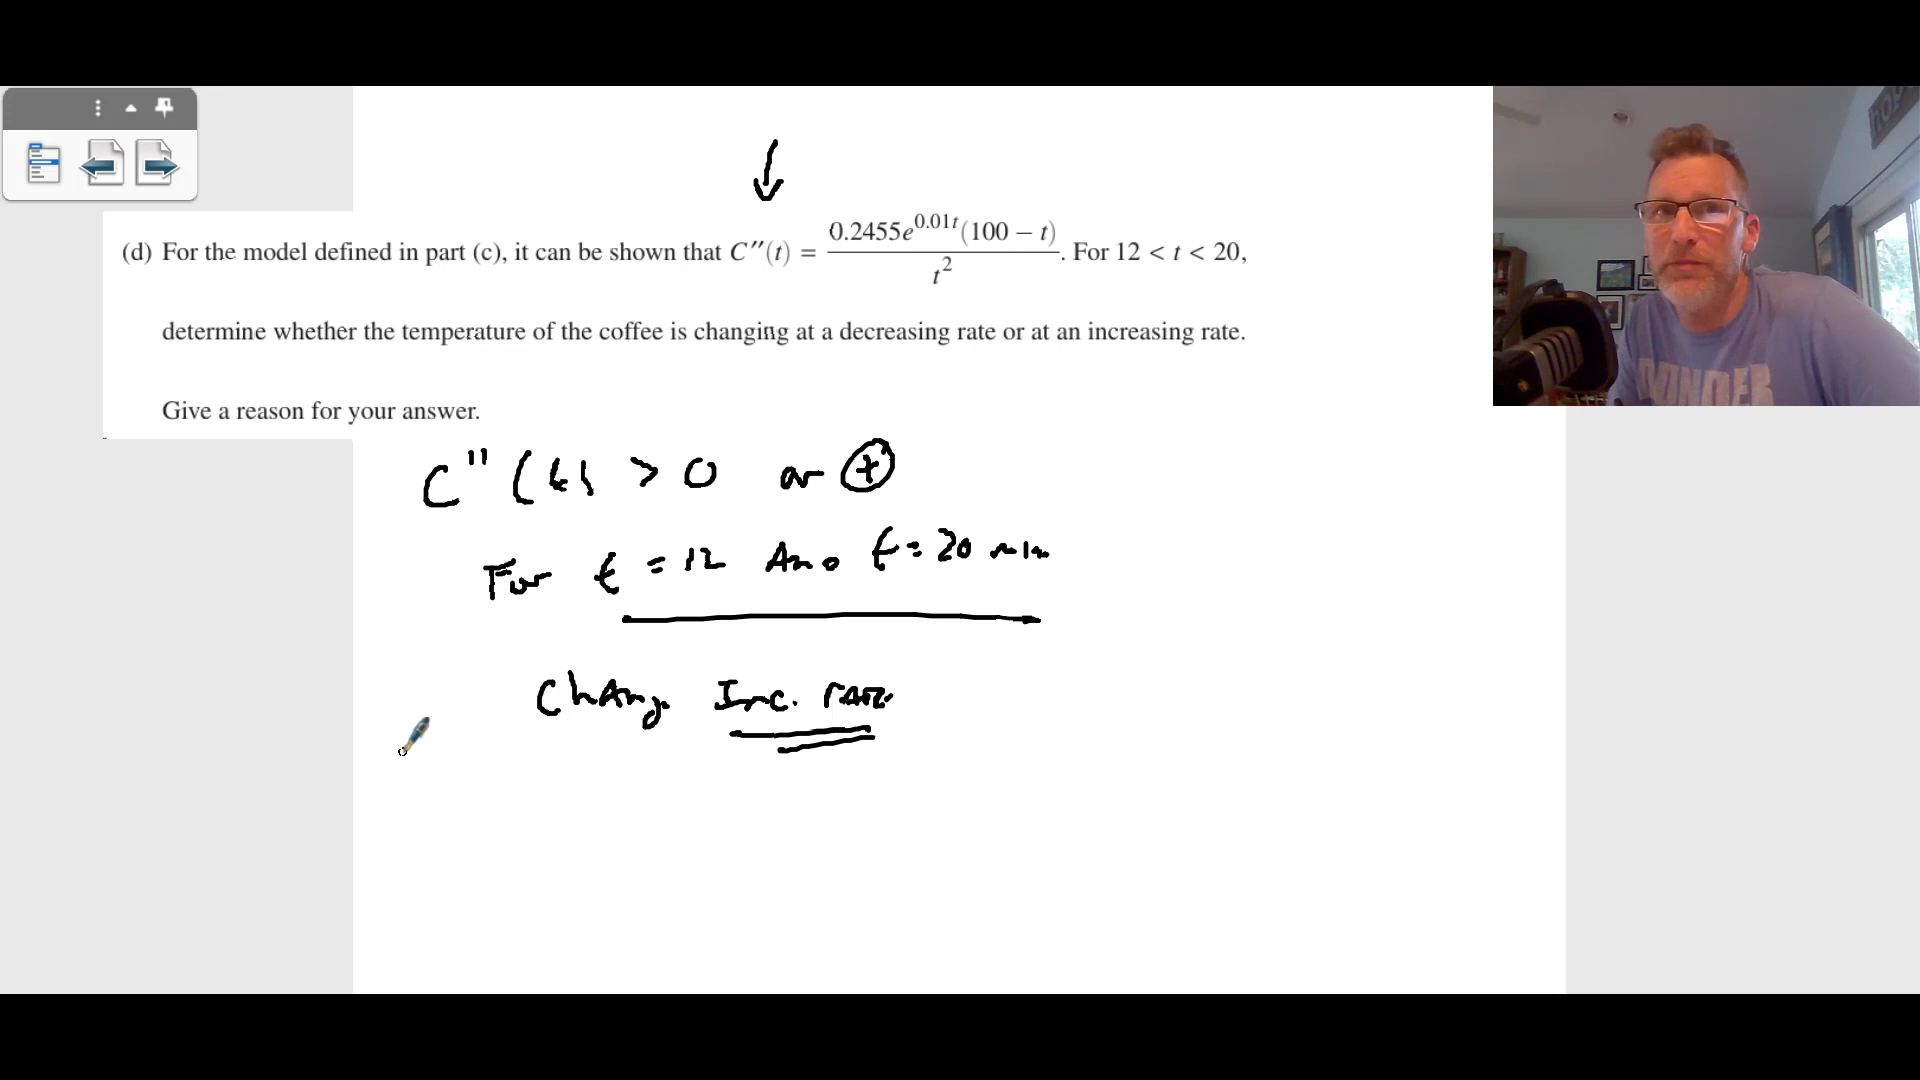 (d) For the model defined in part (c), it can be shown that C″(t) = 0.2455e^{0.01t}(100 − t) / t^2. For 12 < t < 20,
determine whether the temperature of the coffee is changing at a decreasing rate or at an increasing rate.
Give a reason for your answer.
C"(t) > 0 or +
For t = 12 And t = 20 min
Chang. Inc. rate
WONDER